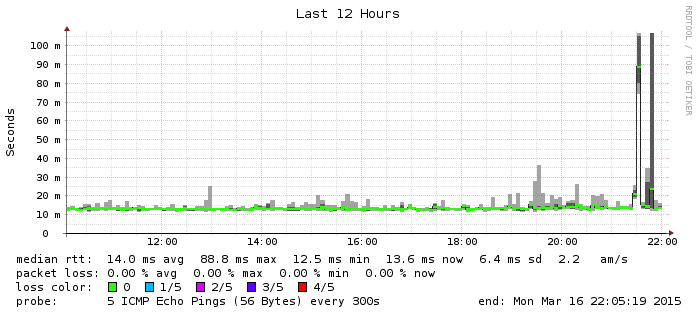 Last 12 Hours
RRDTOOL / TOBI OETIKER
Seconds
100 m
90 m
80 m
70 m
60 m
50 m
40 m
30 m
20 m
10 m
0
12:00 14:00 16:00 18:00 20:00 22:00
median rtt: 14.0 ms avg 88.8 ms max 12.5 ms min 13.6 ms now 6.4 ms sd 2.2 am/s
packet loss: 0.00 % avg 0.00 % max 0.00 % min 0.00 % now
loss color: 0 1/5 2/5 3/5 4/5
probe: 5 ICMP Echo Pings (56 Bytes) every 300s end: Mon Mar 16 22:05:19 2015